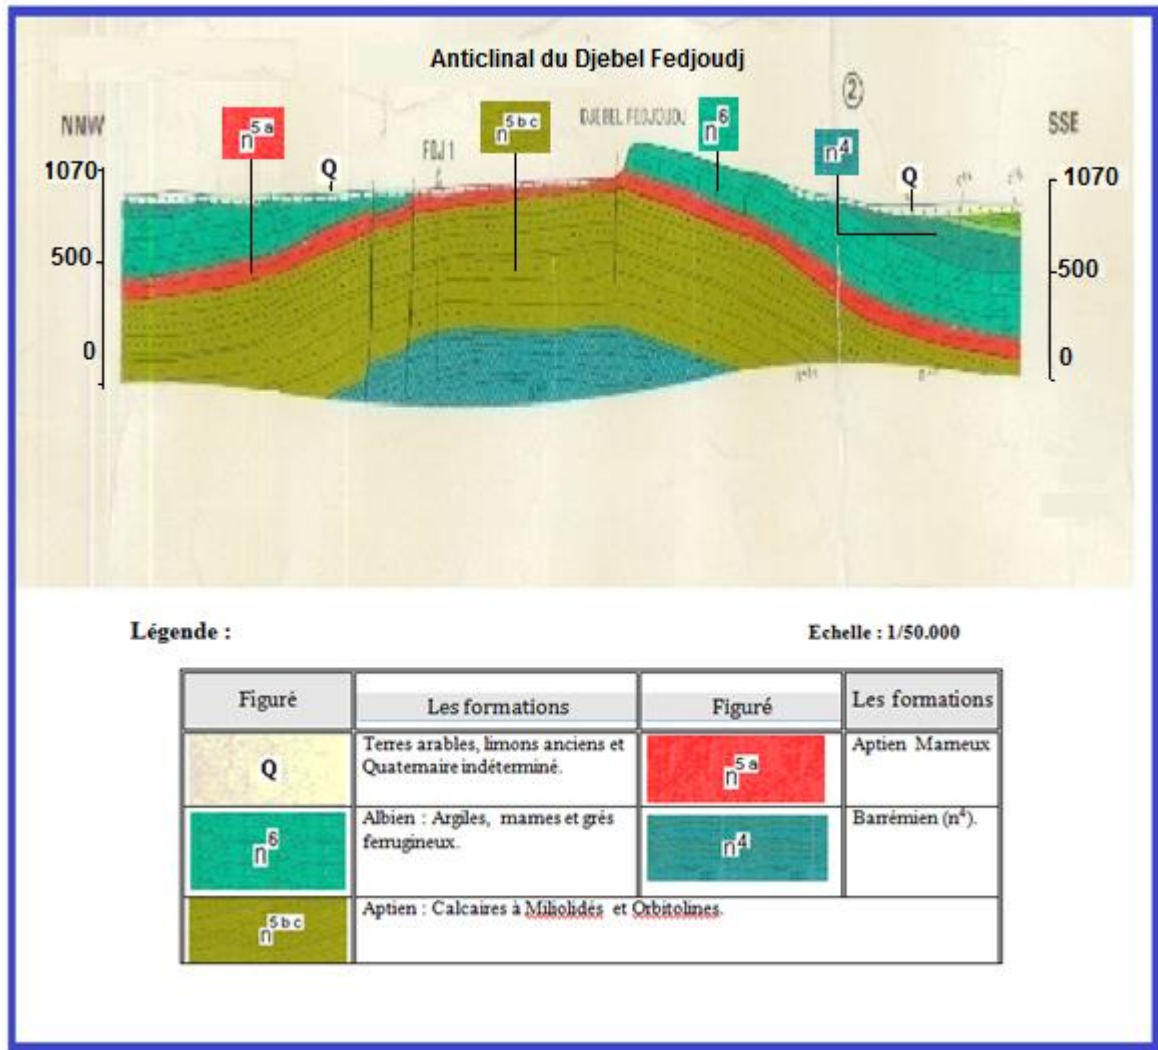 Anticlinal du Djebel Fedjoudj
NNW
n5a
Q
FDJ 1
n5bc
DJEBEL FEDJOUDJ
n6
2
n4
Q
SSE
1070
500
0
1070
500
0
Légende :
Echelle : 1/50.000
Figuré
Les formations
Figuré
Les formations
Q
Terres arables, limons anciens et
Quaternaire indéterminé.
n5a
Aptien Marneux
n6
Albien : Argiles, marnes et grés
ferrugineux.
n4
Barrémien (n4).
n5bc
Aptien : Calcaires à Miliolidés et Orbitolines.